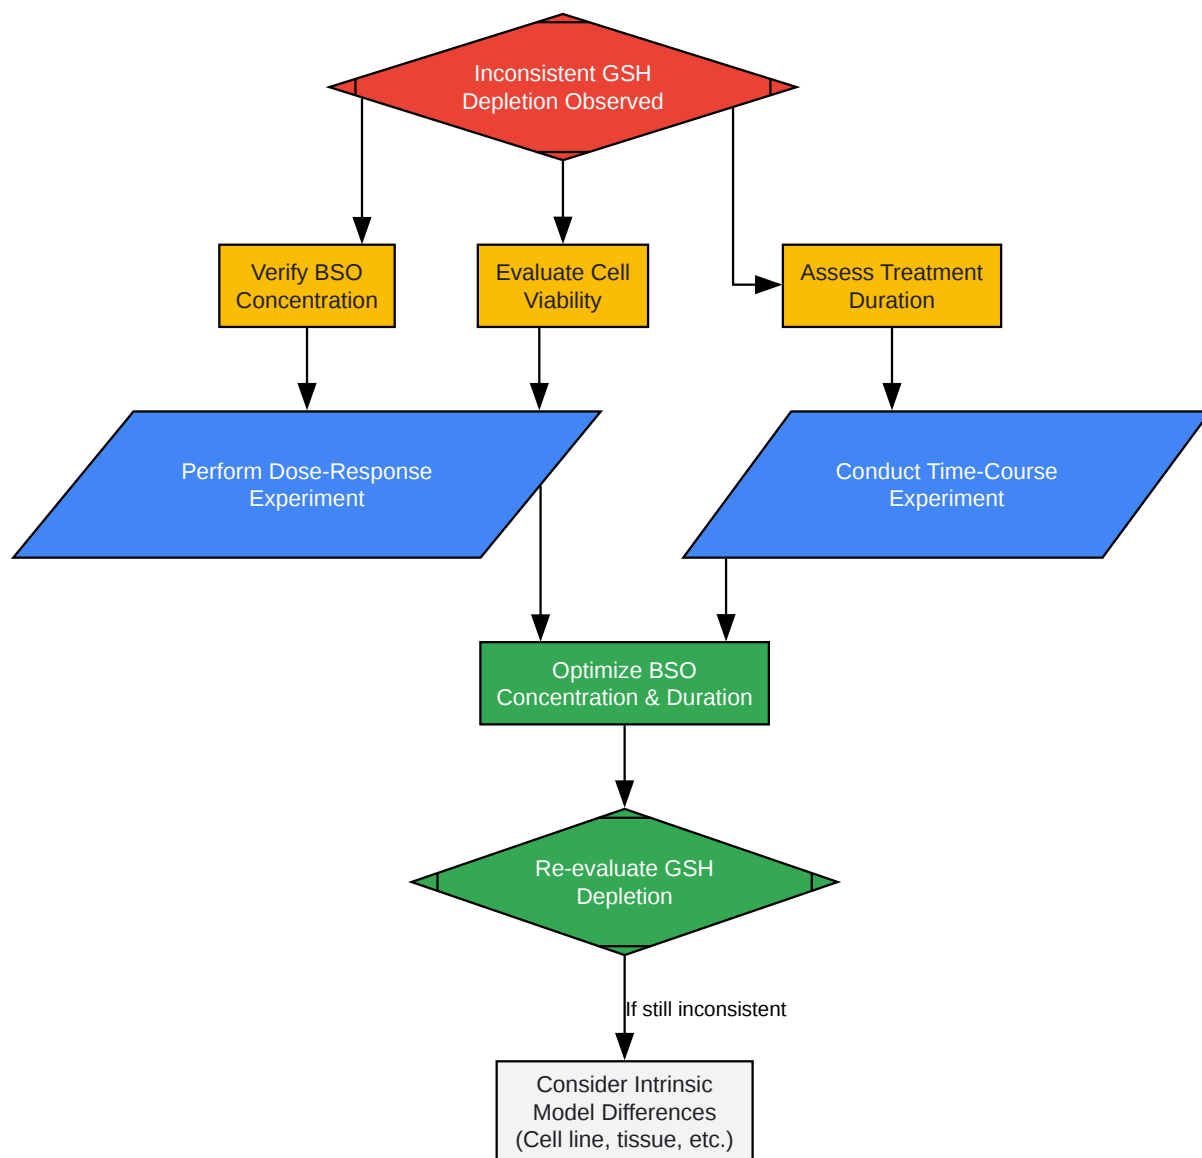 Inconsistent GSH
Depletion Observed
Verify BSO
Concentration
Evaluate Cell
Viability
Assess Treatment
Duration
Perform Dose-Response
Experiment
Conduct Time-Course
Experiment
Optimize BSO
Concentration & Duration
Re-evaluate GSH
Depletion
If still inconsistent
Consider Intrinsic
Model Differences
(Cell line, tissue, etc.)